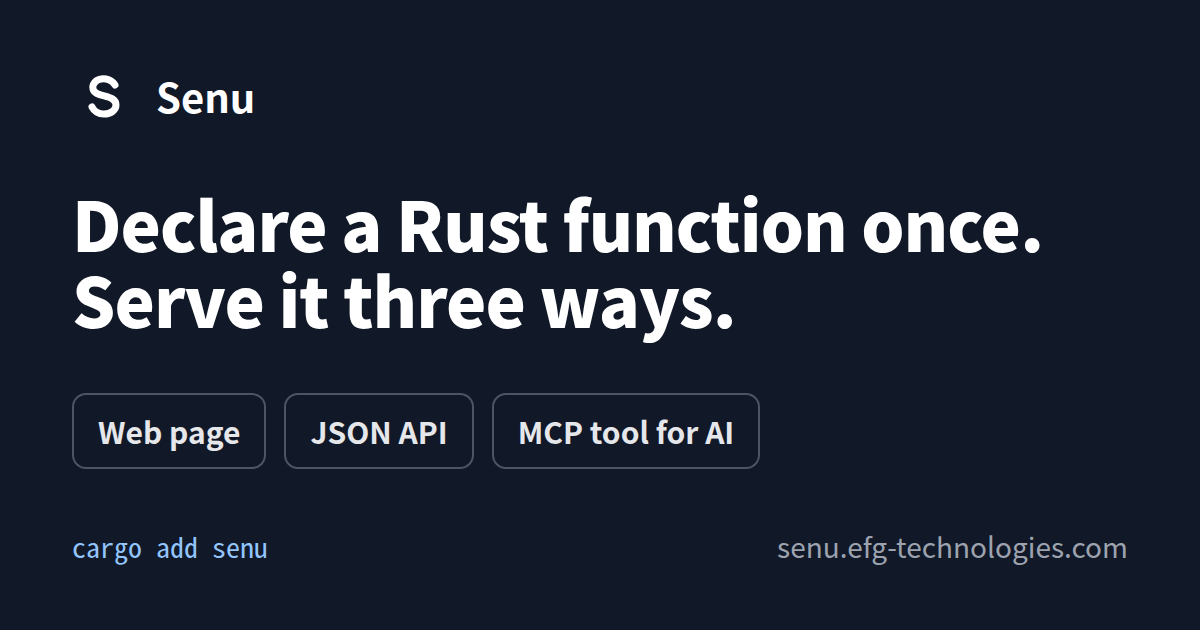 S Senu
Declare a Rust function once.
Serve it three ways.
Web page JSON API MCP tool for AI
cargo add senu senu.efg-technologies.com